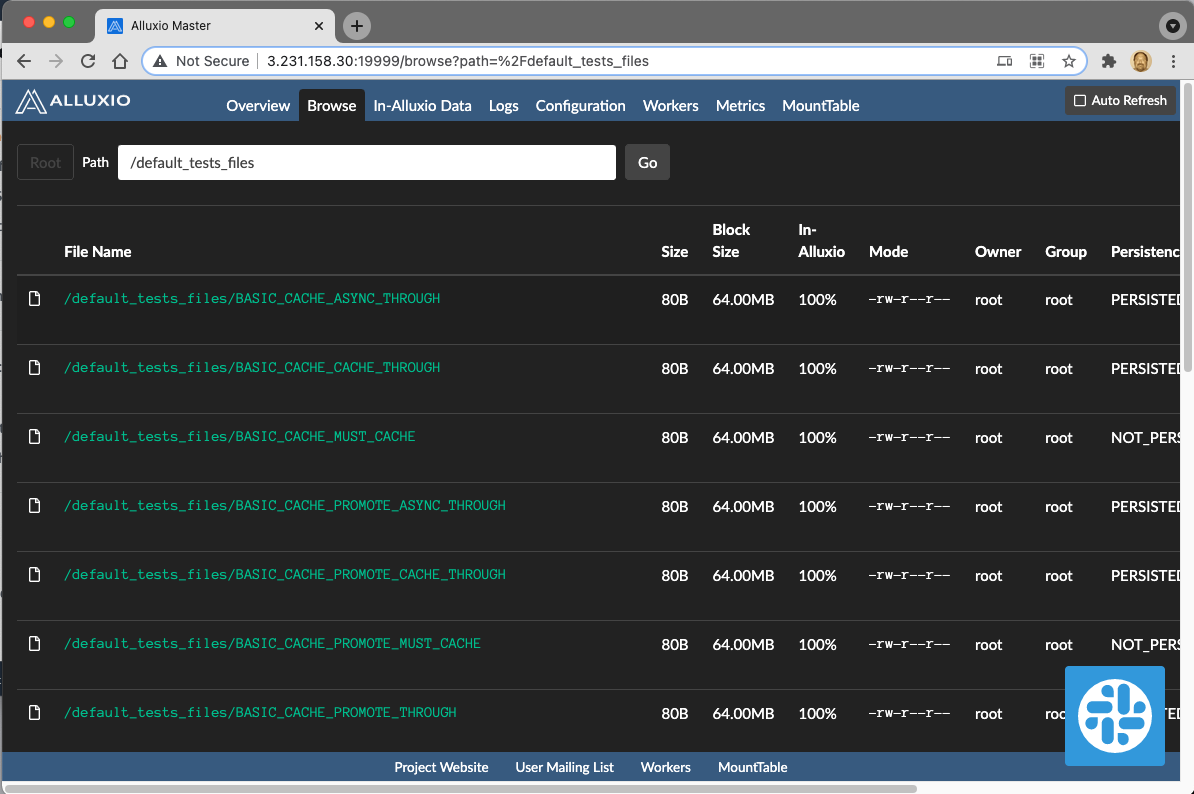 Alluxio Master
Not Secure 3.231.158.30:19999/browse?path=%2Fdefault_tests_files
ALLUXIO Overview Browse In-Alluxio Data Logs Configuration Workers Metrics MountTable Auto Refresh
Root Path /default_tests_files Go
File Name Size Block Size In-Alluxio Mode Owner Group Persistenc
/default_tests_files/BASIC_CACHE_ASYNC_THROUGH 80B 64.00MB 100% -rw-r--r-- root root PERSISTED
/default_tests_files/BASIC_CACHE_CACHE_THROUGH 80B 64.00MB 100% -rw-r--r-- root root PERSISTED
/default_tests_files/BASIC_CACHE_MUST_CACHE 80B 64.00MB 100% -rw-r--r-- root root NOT_PERS
/default_tests_files/BASIC_CACHE_PROMOTE_ASYNC_THROUGH 80B 64.00MB 100% -rw-r--r-- root root PERSISTED
/default_tests_files/BASIC_CACHE_PROMOTE_CACHE_THROUGH 80B 64.00MB 100% -rw-r--r-- root root PERSISTED
/default_tests_files/BASIC_CACHE_PROMOTE_MUST_CACHE 80B 64.00MB 100% -rw-r--r-- root root NOT_PERS
/default_tests_files/BASIC_CACHE_PROMOTE_THROUGH 80B 64.00MB 100% -rw-r--r-- root
Project Website User Mailing List Workers MountTable